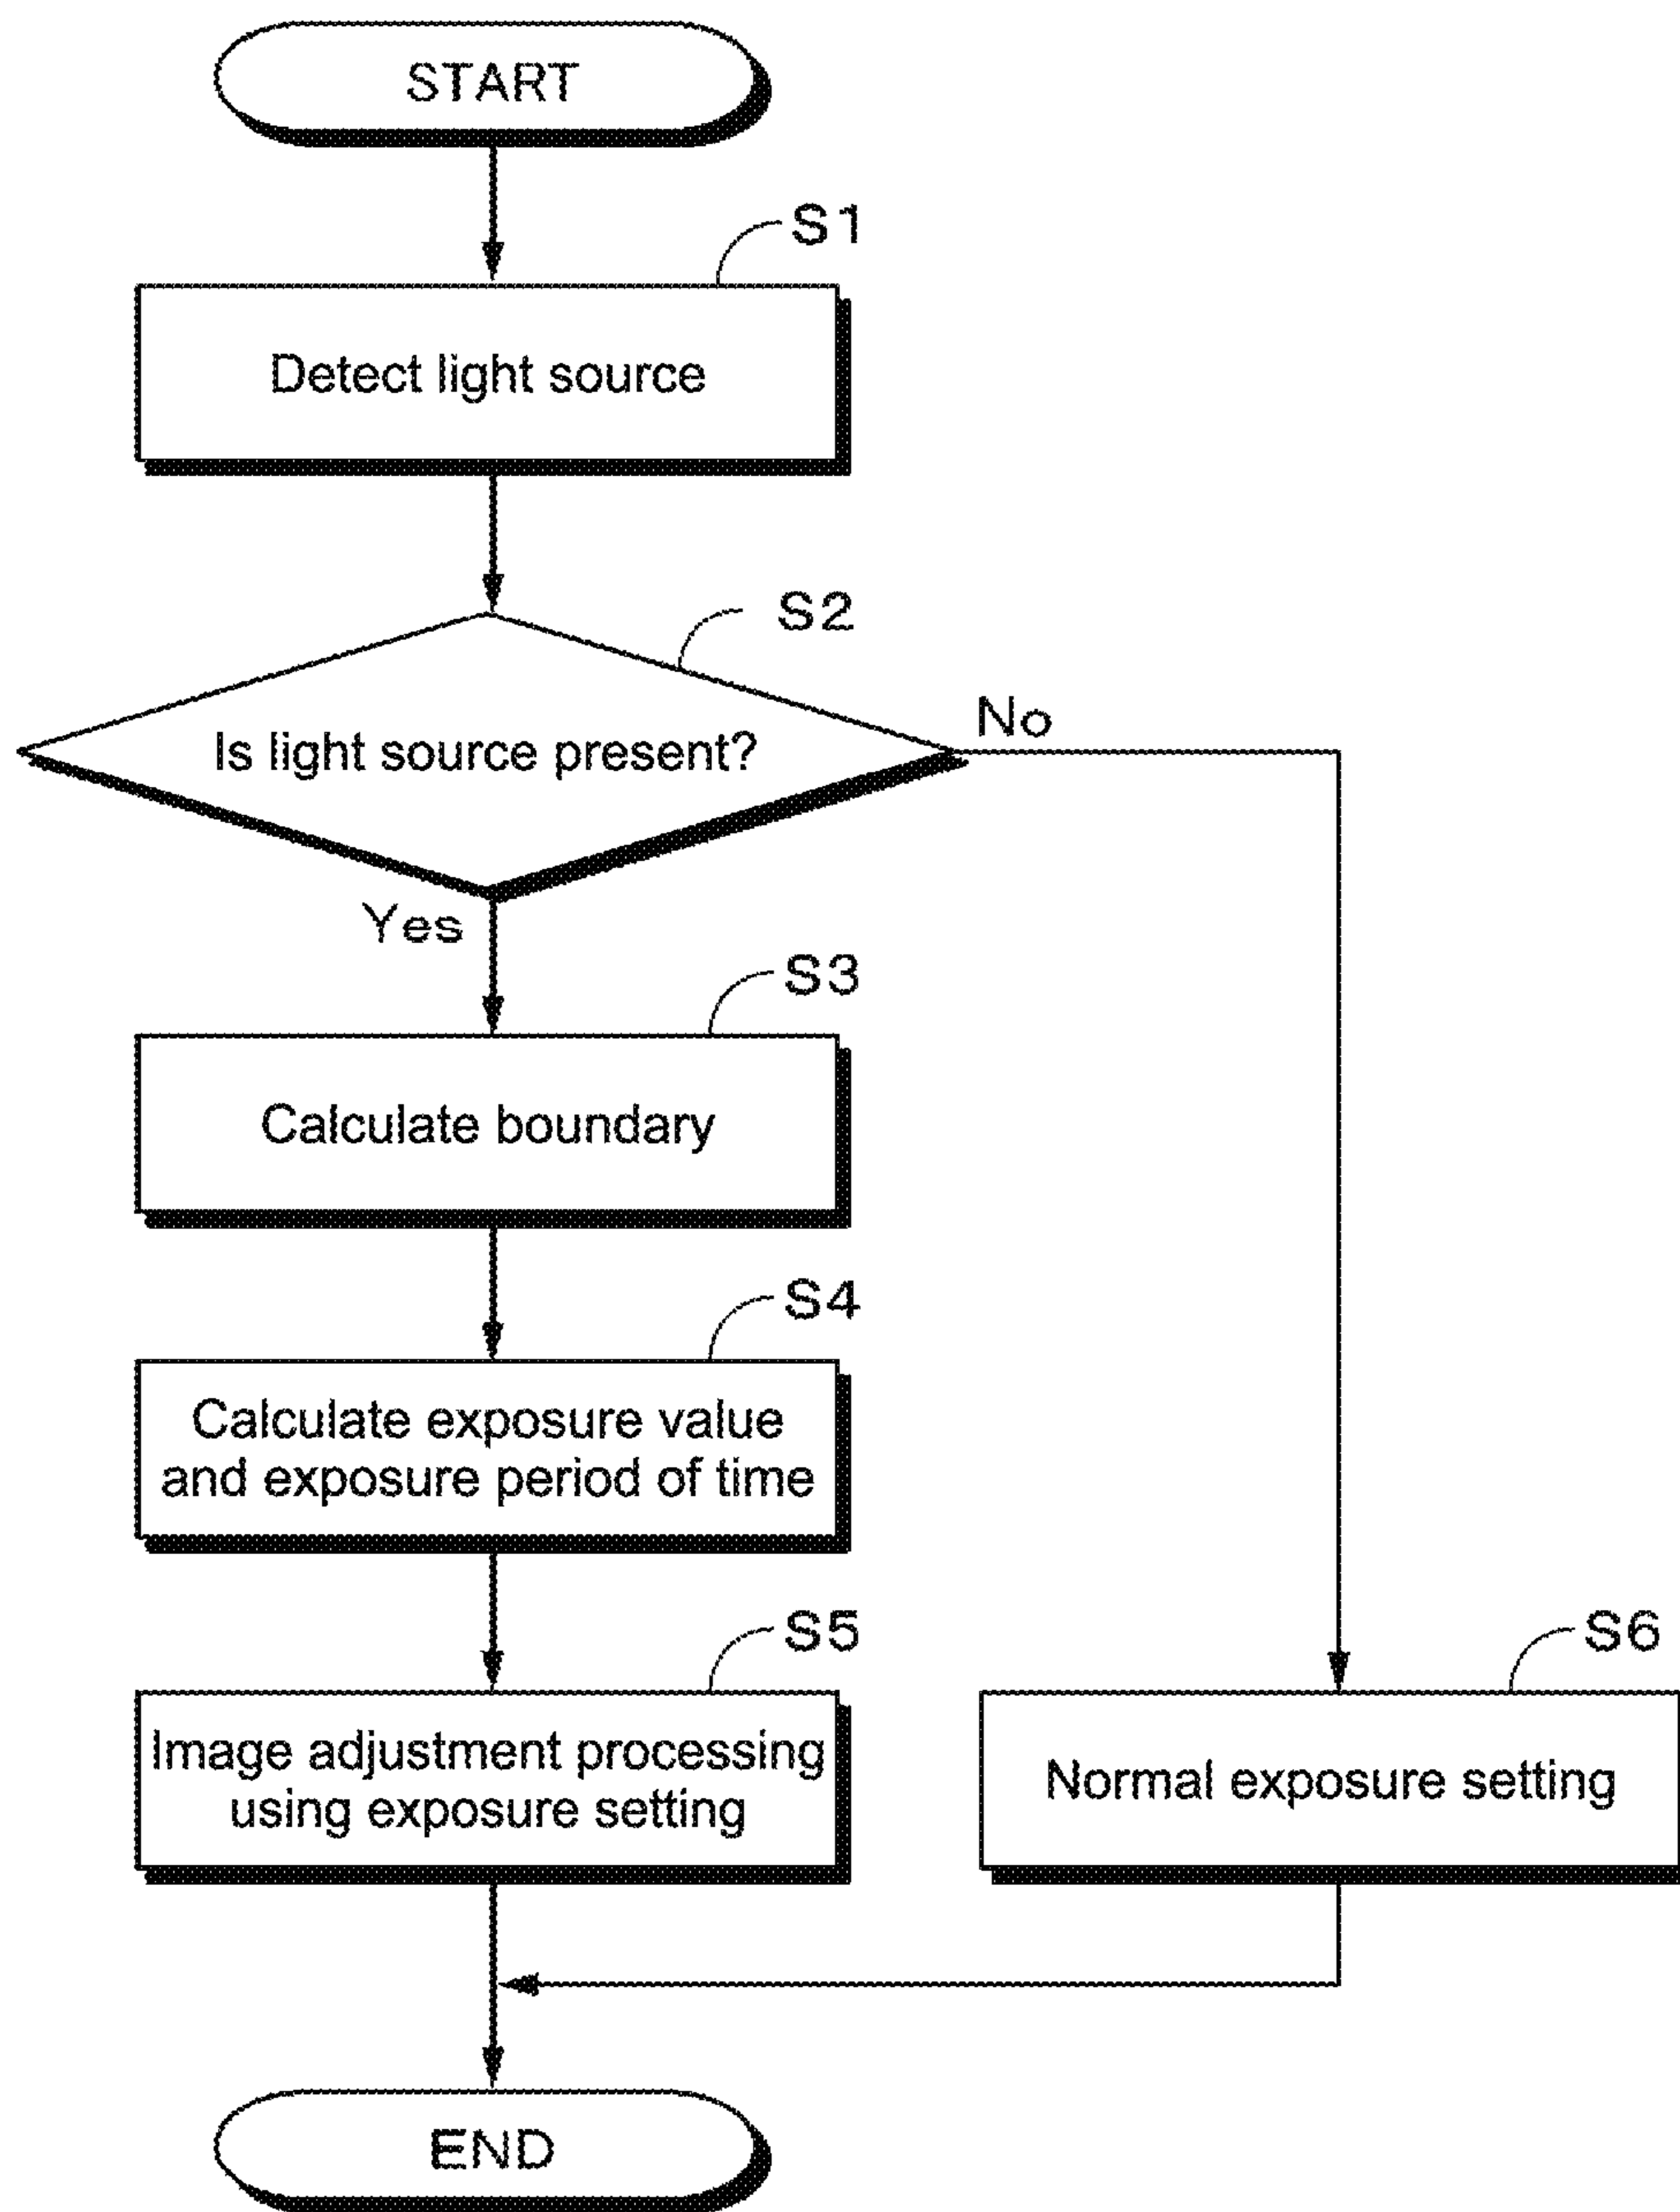 START
S1
Detect light source
S2
Is light source present?
No
Yes
S3
Calculate boundary
S4
Calculate exposure value
and exposure period of time
S5
Image adjustment processing
using exposure setting
S6
Normal exposure setting
END